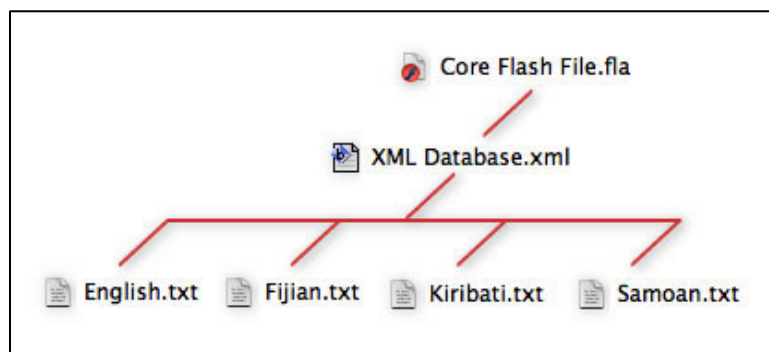 Core Flash File.fla
XML Database.xml
English.txt Fijian.txt Kiribati.txt Samoan.txt